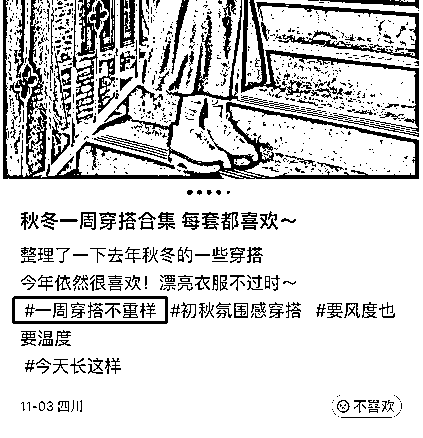 秋冬一周穿搭合集 每套都喜欢～
整理了一下去年秋冬的一些穿搭
今年依然很喜欢！漂亮衣服不过时～
#一周穿搭不重样 #初秋氛围感穿搭 #要风度也
要温度
#今天长这样
11-03 四川
不喜欢